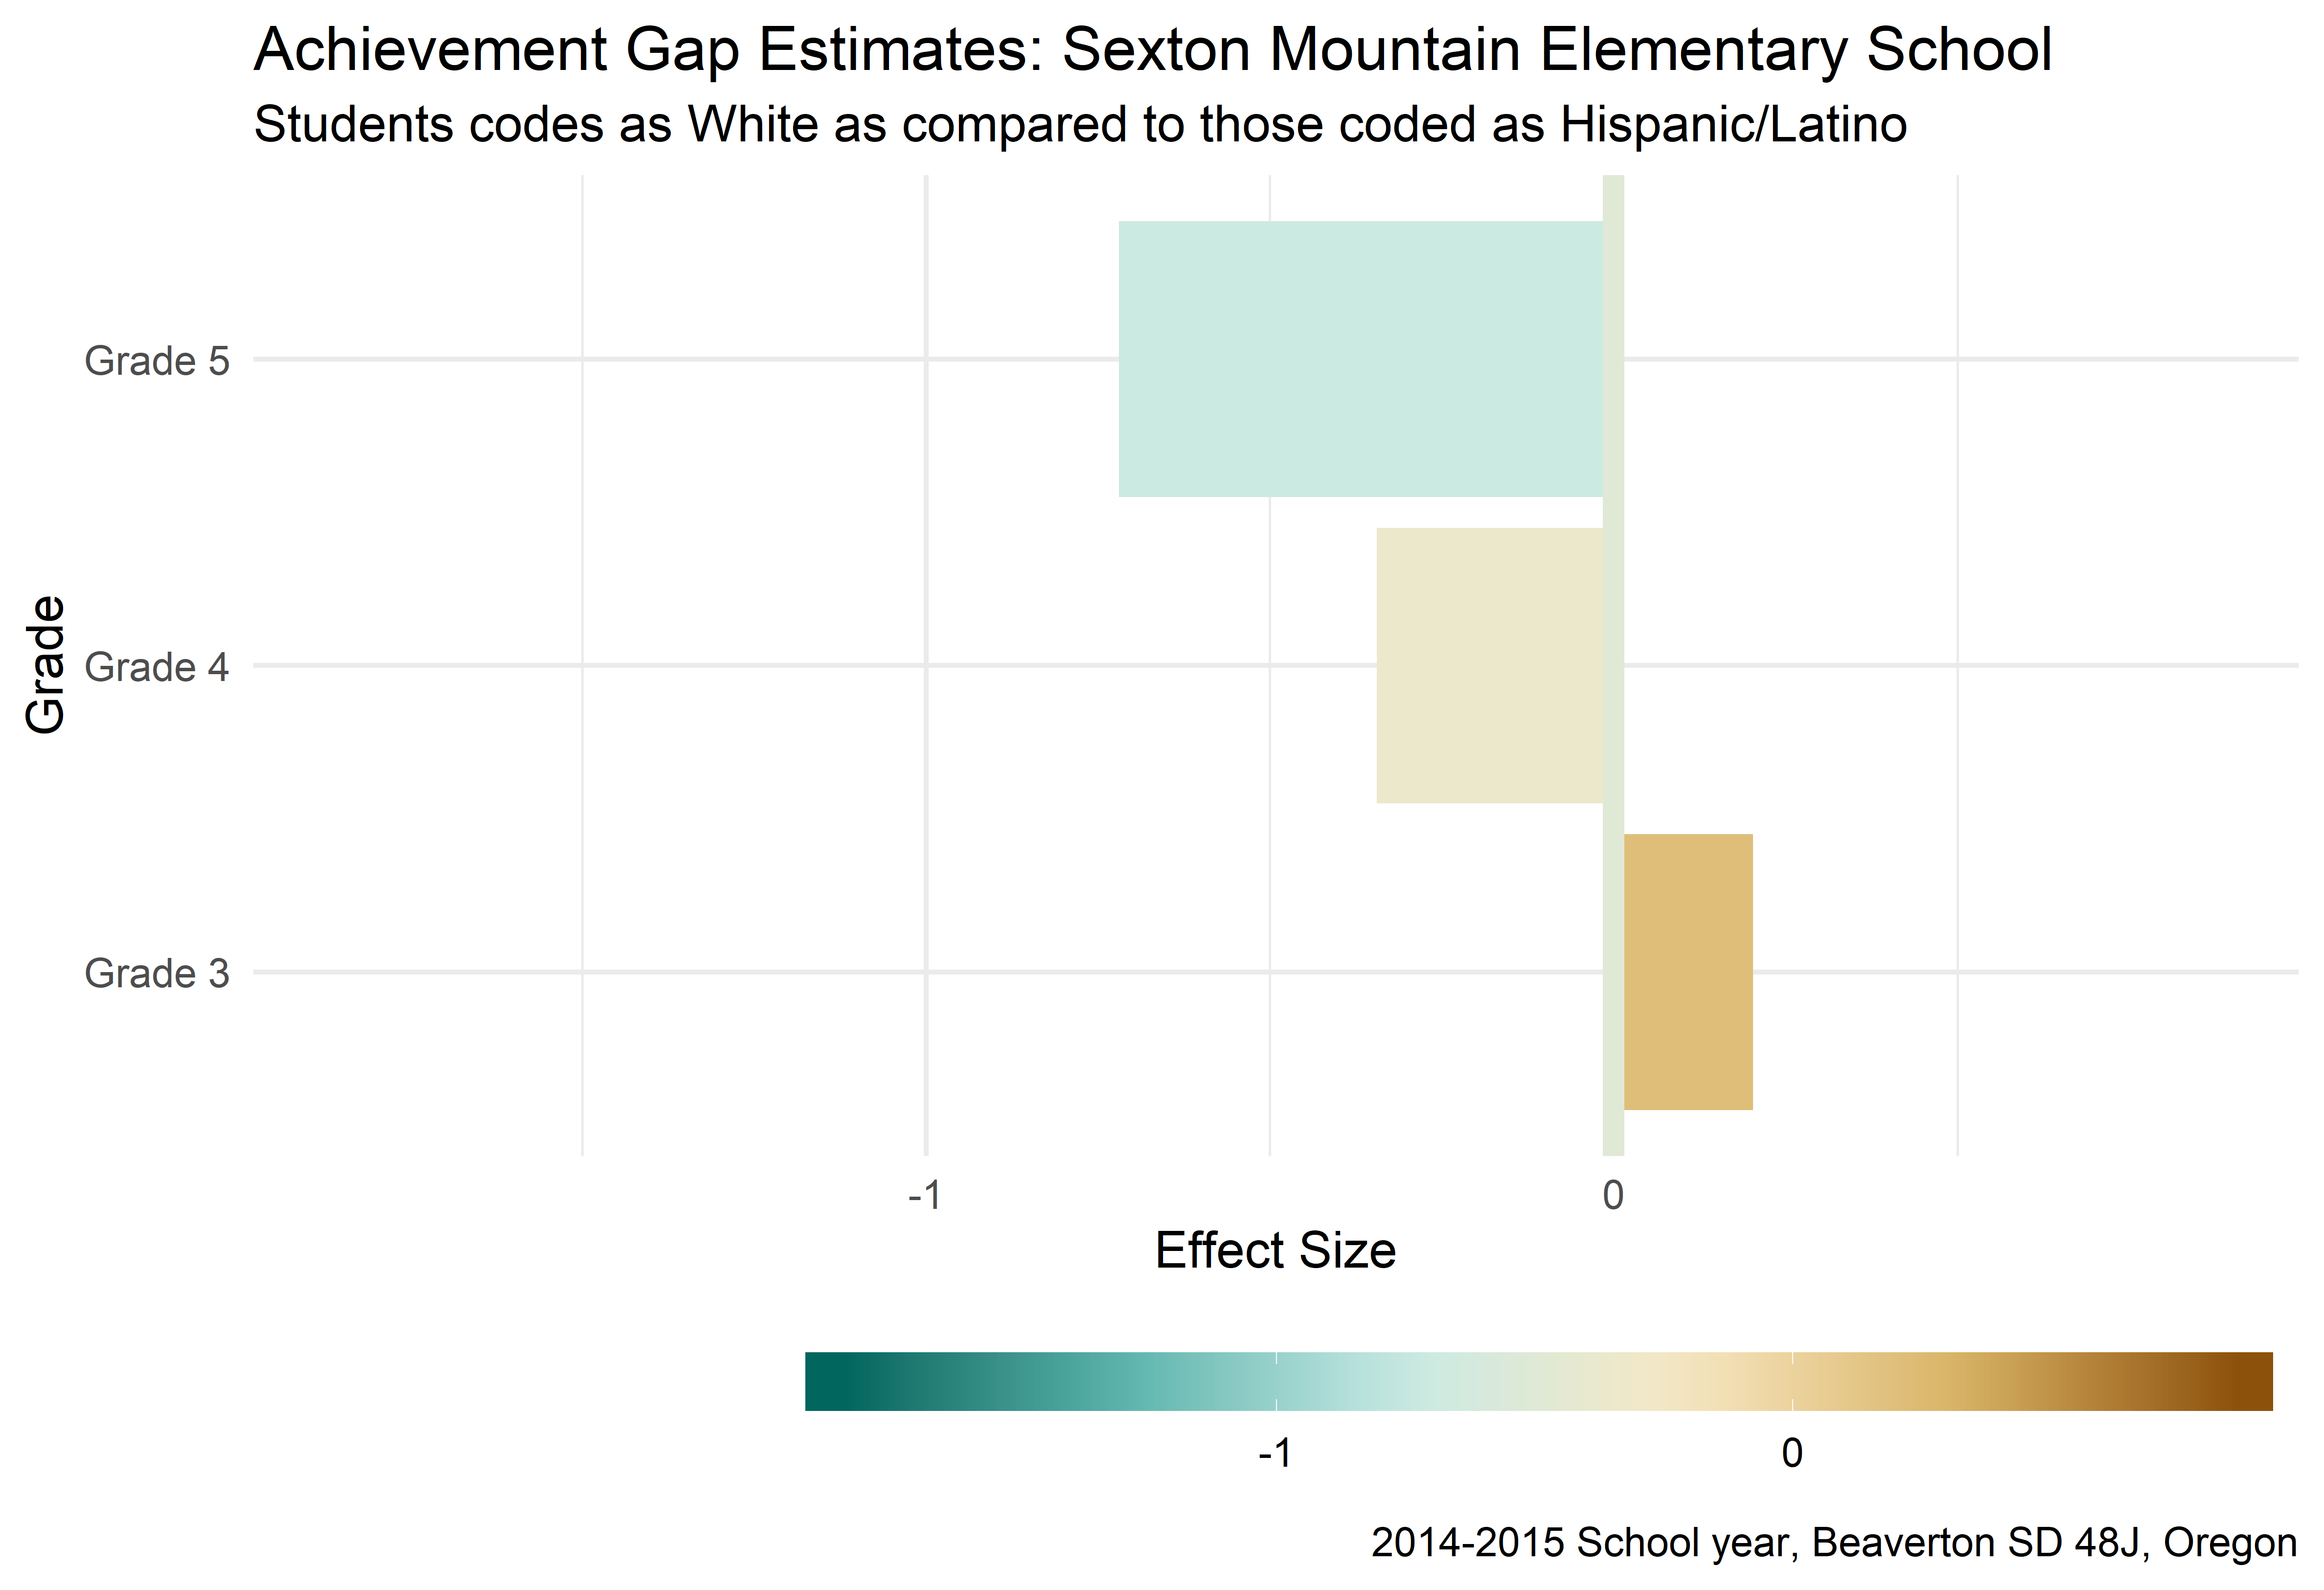 Achievement Gap Estimates: Sexton Mountain Elementary School
Students codes as White as compared to those coded as Hispanic/Latino
Grade
Grade 5
Grade 4
Grade 3
-1
0
Effect Size
-1
0
2014-2015 School year, Beaverton SD 48J, Oregon